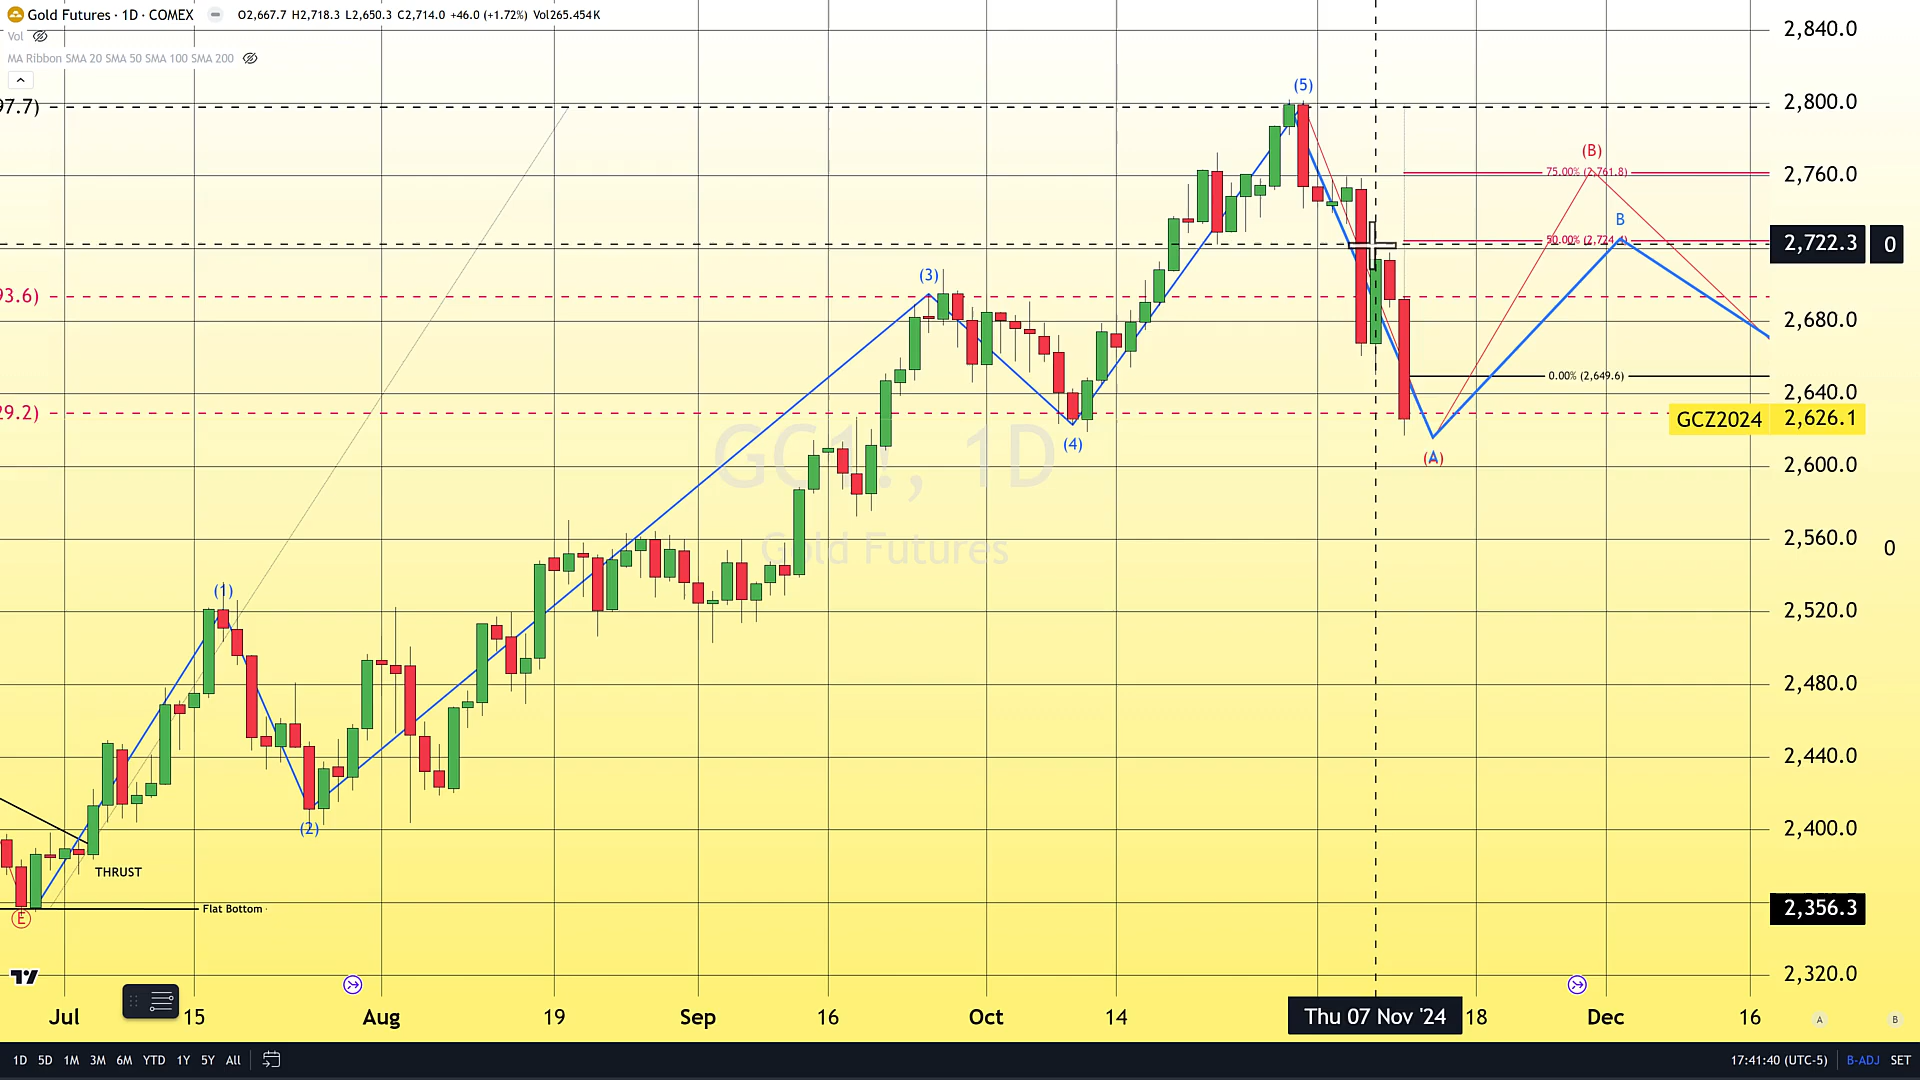 Gold Futures · 1D · COMEX O2,667.7 H2,718.3 L2,650.3 C2,714.0 +46.0 (+1.72%) Vol265.454K
Vol
MA Ribbon SMA 20 SMA 50 SMA 100 SMA 200
2,840.0
(5)
97.7)
2,800.0
(B)
75.00% (2,761.8)
2,760.0
B
50.00% (2,724.4)
2,722.3 0
(3)
93.6)
2,680.0
0.00% (2,649.6)
2,640.0
29.2)
GCZ2024 2,626.1
(4)
(A)
GC1!, 1D
2,600.0
Gold Futures
2,560.0
0
(1)
2,520.0
2,480.0
2,440.0
(2)
2,400.0
THRUST
E
Flat Bottom
2,356.3
2,320.0
Jul 15 Aug 19 Sep 16 Oct 14 Thu 07 Nov '24 18 Dec 16 A B
1D 5D 1M 3M 6M YTD 1Y 5Y All 17:41:40 (UTC-5) B-ADJ SET